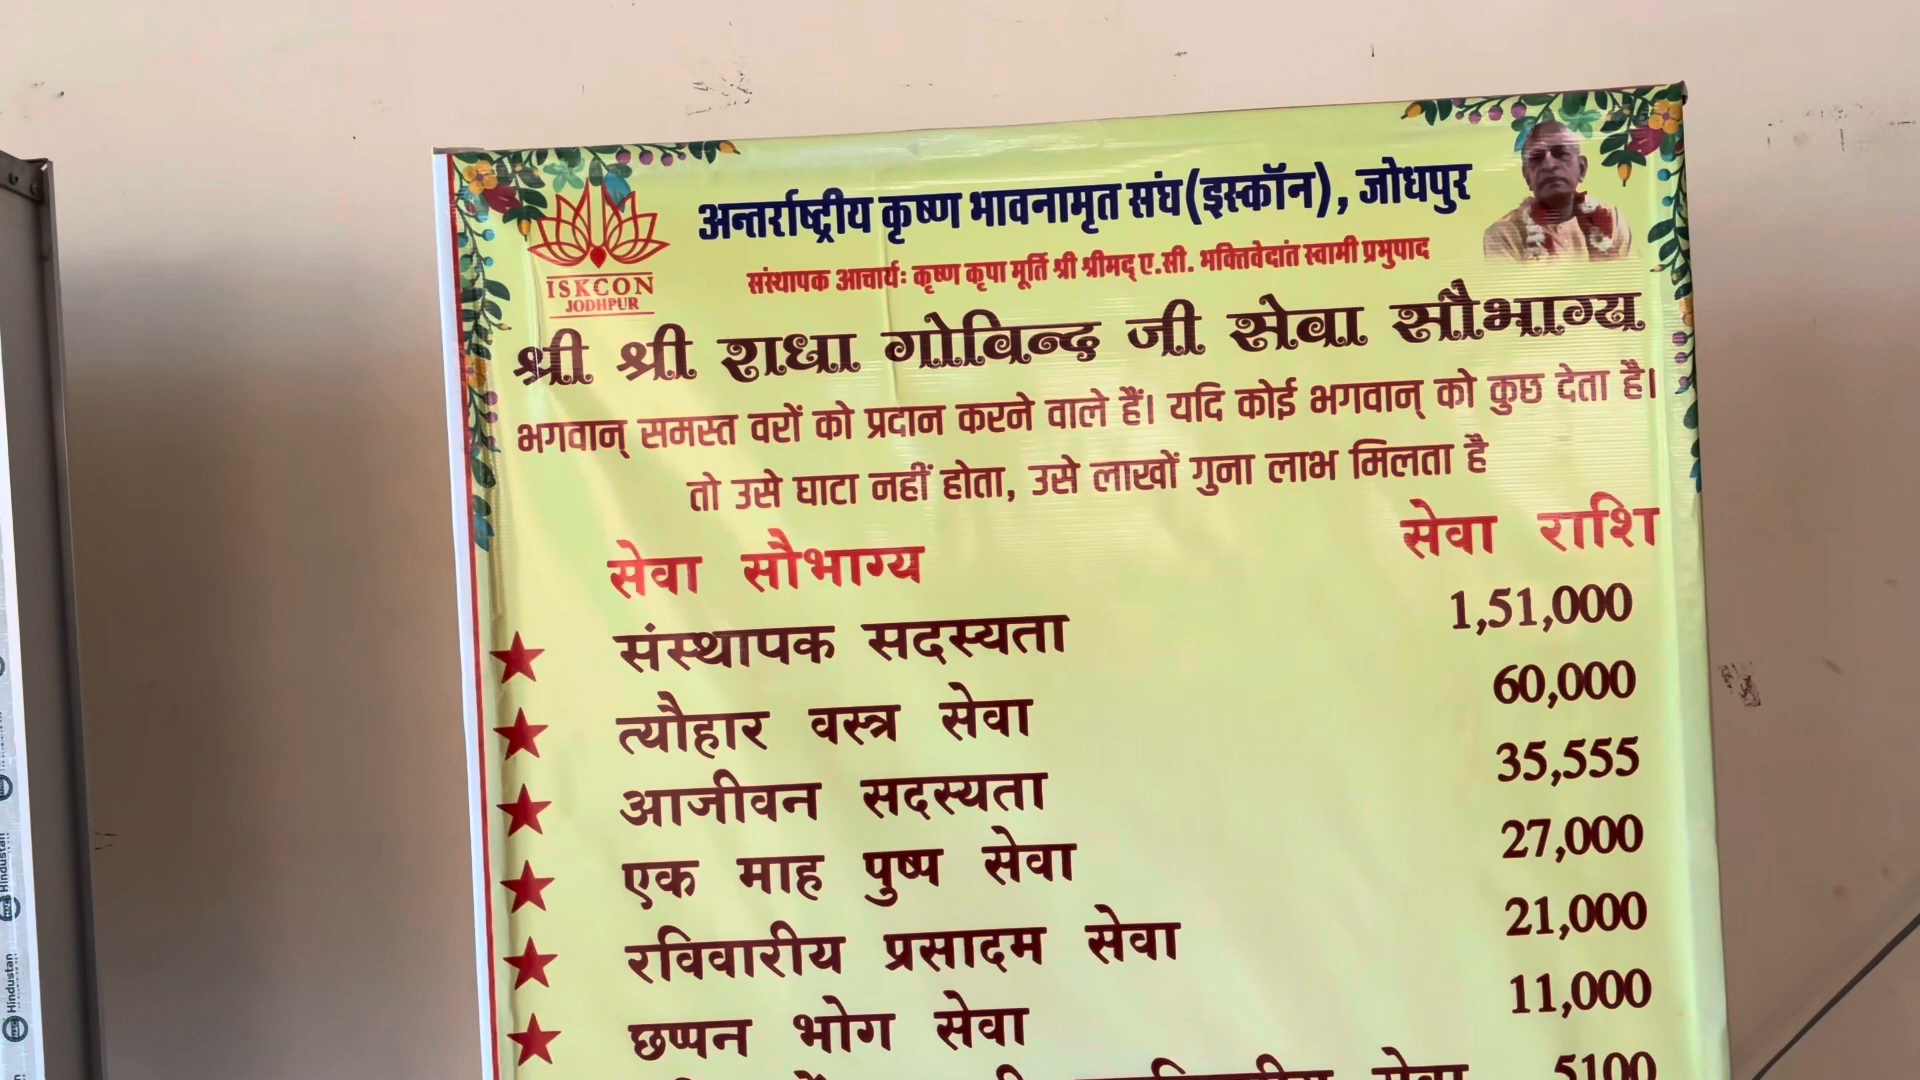 अन्तर्राष्ट्रीय कृष्ण भावनामृत संघ(इस्कॉन), जोधपुर
ISKCON
JODHPUR
संस्थापक आचार्यः कृष्ण कृपा मूर्ति श्री श्रीमद् ए.सी. भक्तिवेदांत स्वामी प्रभुपाद
श्री श्री राधा गोविन्द जी सेवा सौभाग्य
भगवान् समस्त वरों को प्रदान करने वाले हैं। यदि कोई भगवान् को कुछ देता है।
तो उसे घाटा नहीं होता, उसे लाखों गुना लाभ मिलता है
सेवा सौभाग्य सेवा राशि
संस्थापक सदस्यता 1,51,000
त्यौहार वस्त्र सेवा 60,000
आजीवन सदस्यता 35,555
एक माह पुष्प सेवा 27,000
रविवारीय प्रसादम सेवा 21,000
छप्पन भोग सेवा 11,000
सेवा 5100
Hindustan
Hindustan